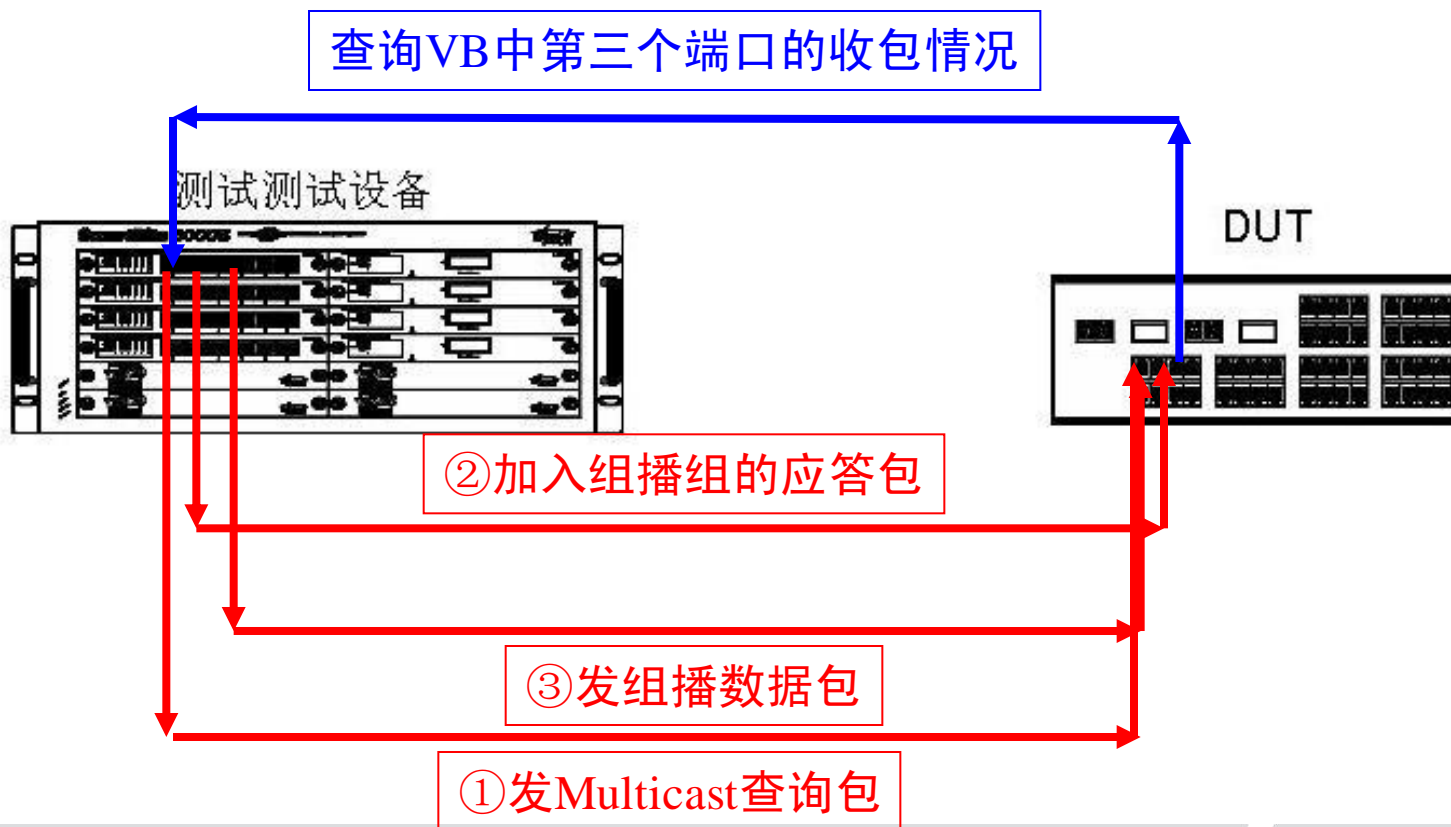 查询VB中第三个端口的收包情况
测试测试设备
DUT
②加入组播组的应答包
③发组播数据包
①发Multicast查询包